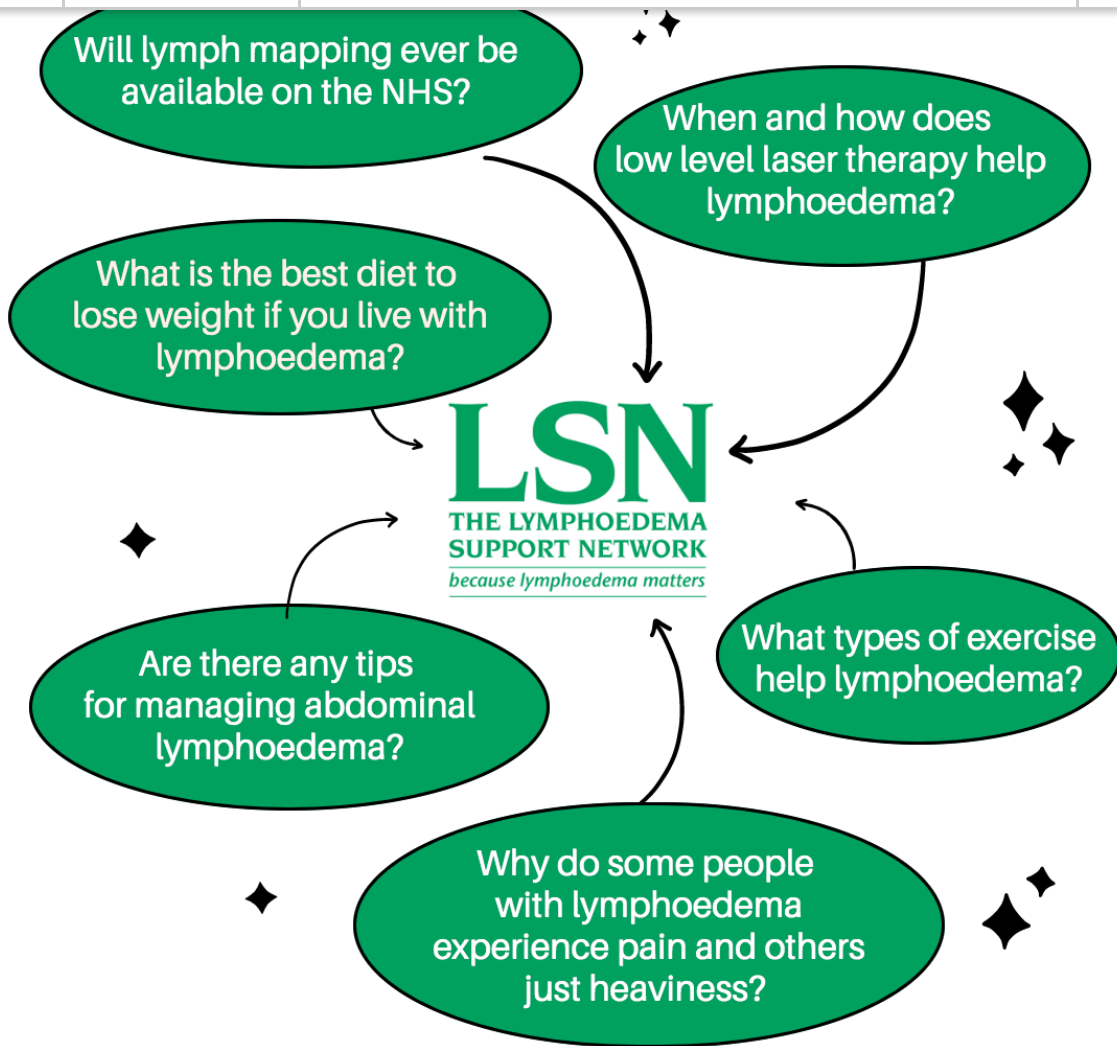 Will lymph mapping ever be
available on the NHS?
When and how does
low level laser therapy help
lymphoedema?
What is the best diet to
lose weight if you live with
lymphoedema?
LSN
THE LYMPHOEDEMA
SUPPORT NETWORK
because lymphoedema matters
Are there any tips
for managing abdominal
lymphoedema?
What types of exercise
help lymphoedema?
Why do some people
with lymphoedema
experience pain and others
just heaviness?